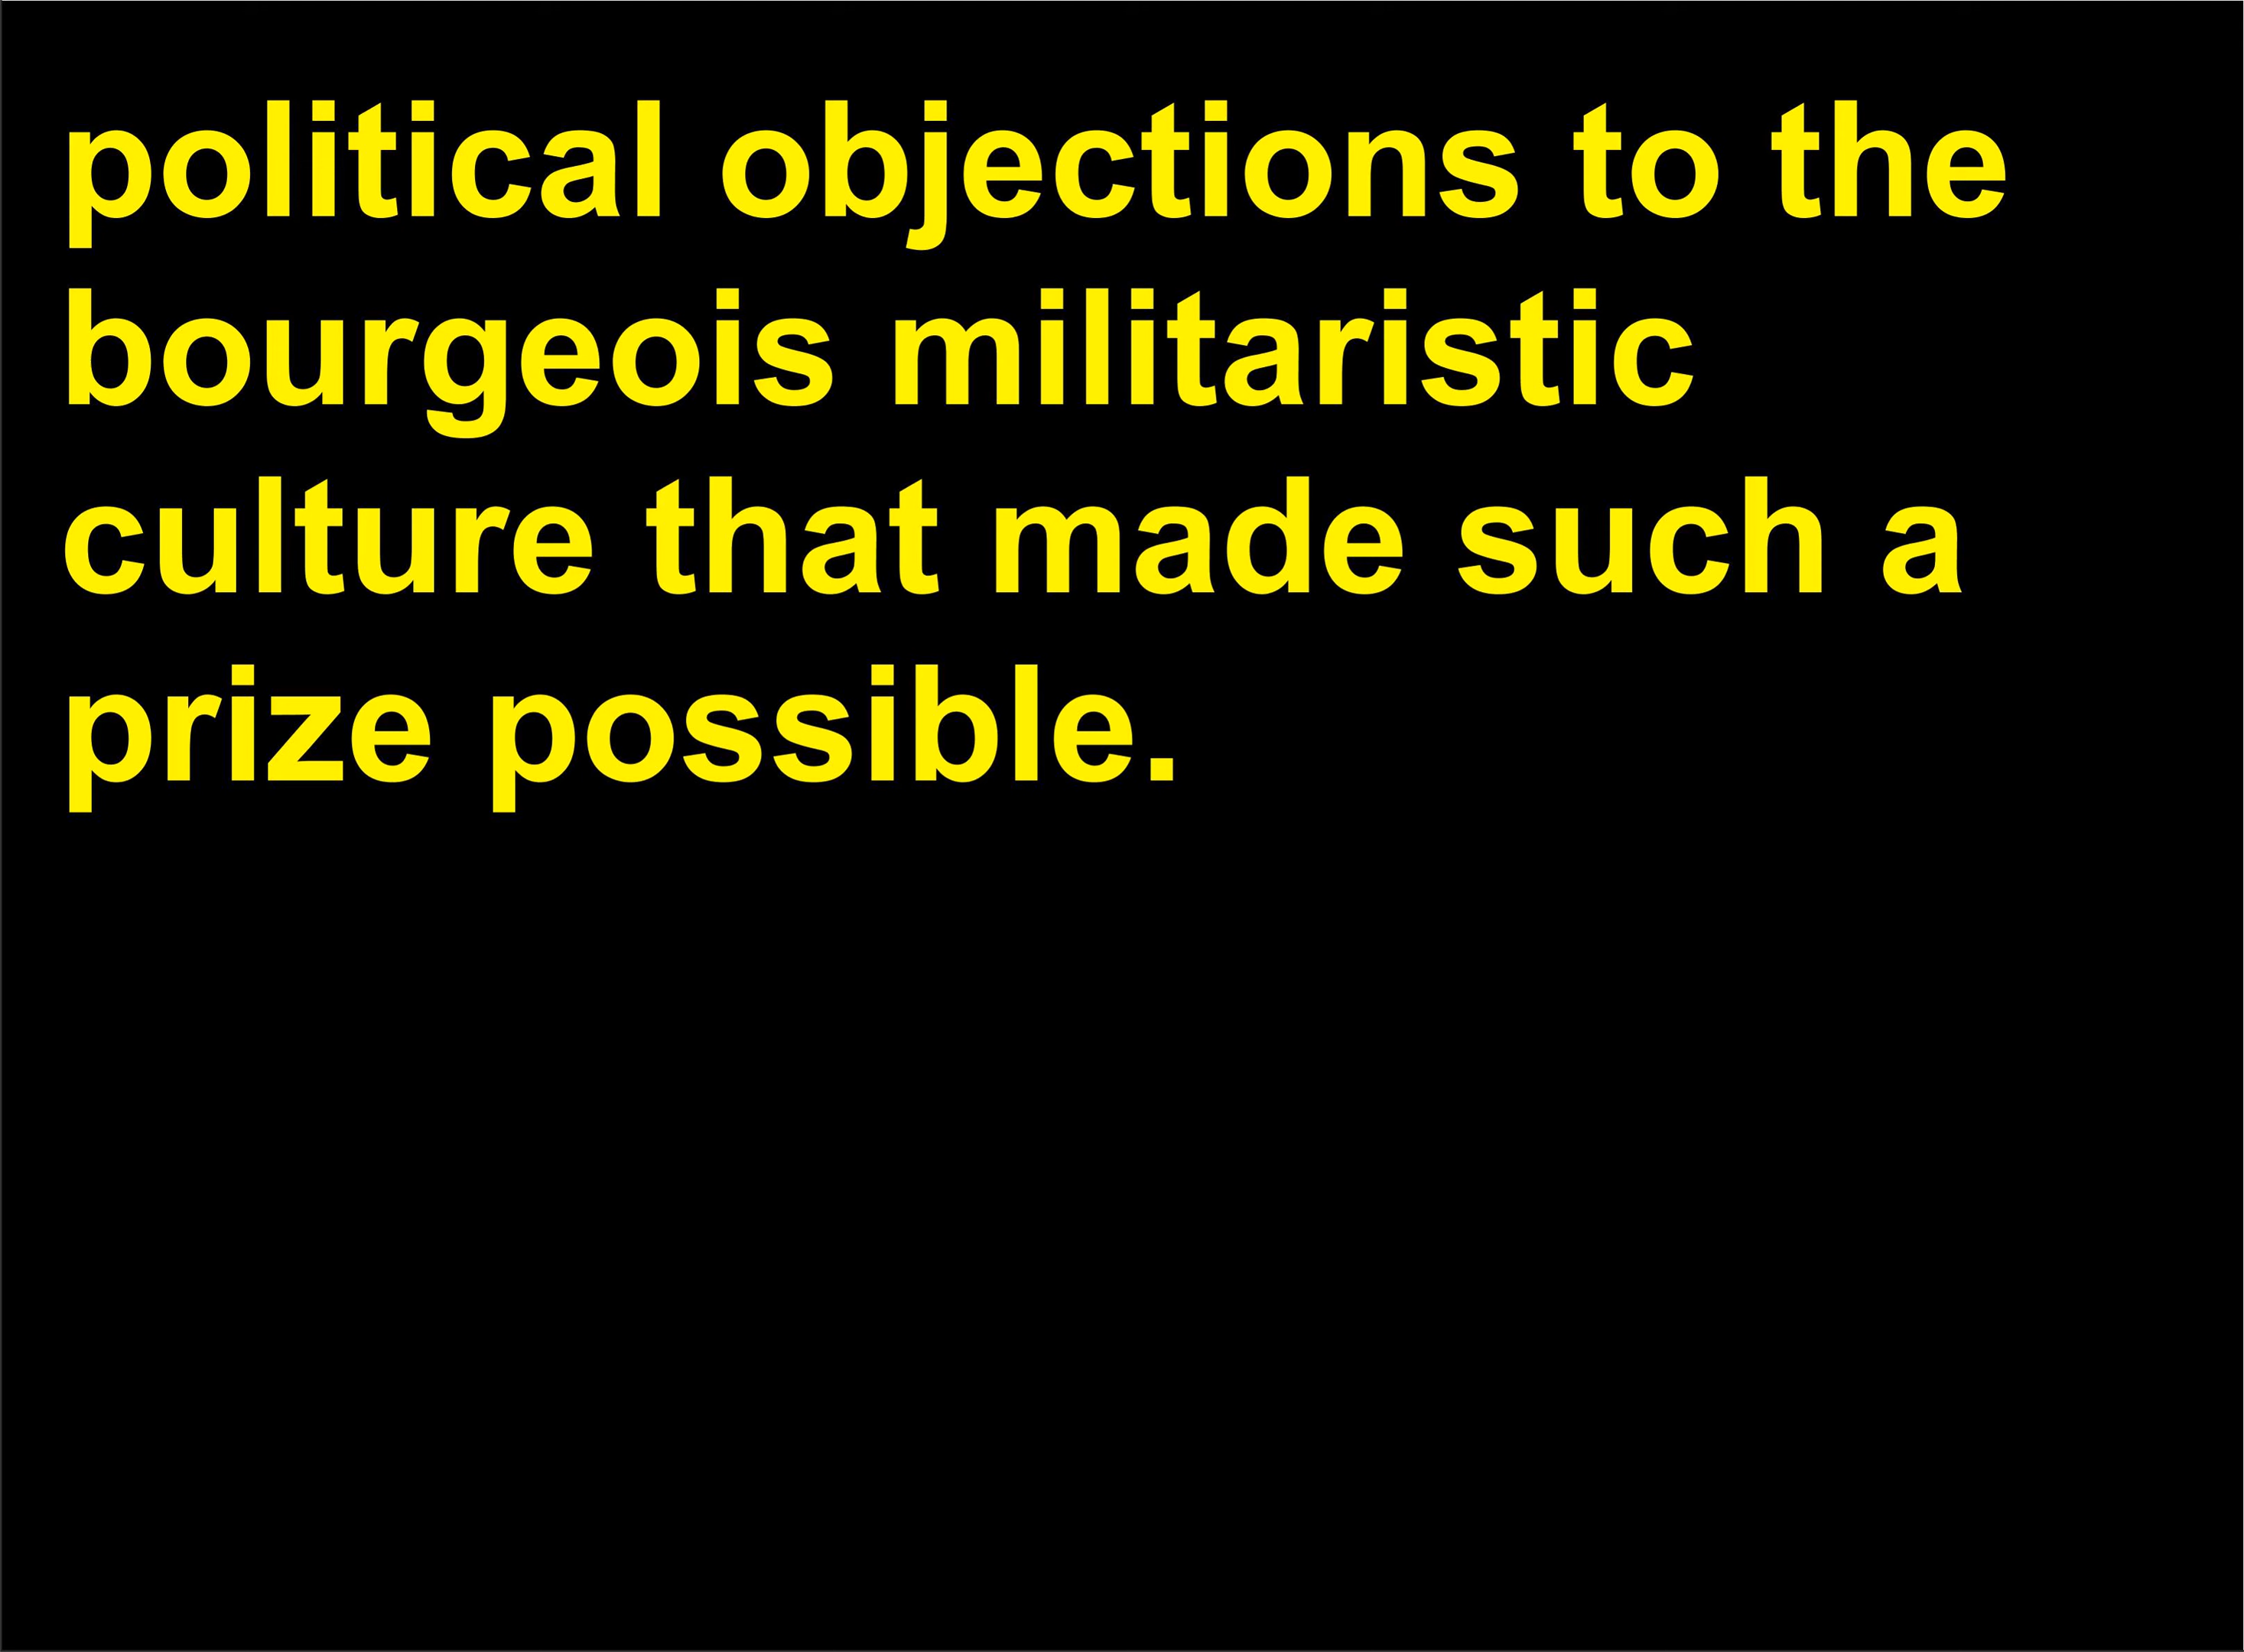 political objections to the
bourgeois militaristic
culture that made such a
prize possible.